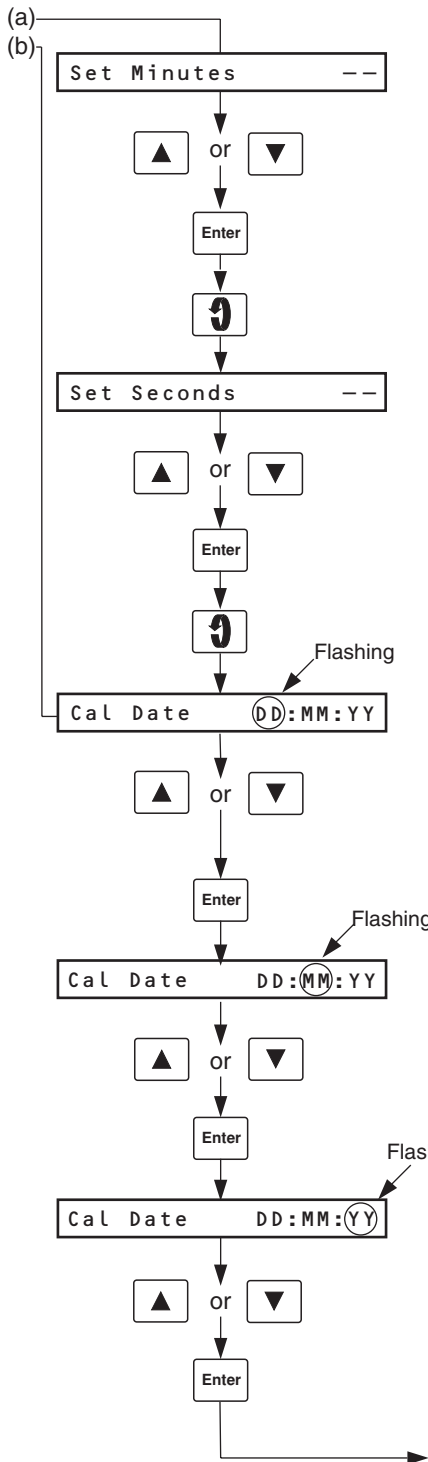 (a)
(b)
Set Minutes --
▲ or ▼
Enter
Set Seconds --
▲ or ▼
Enter
Flashing
Cal Date DD:MM:YY
▲ or ▼
Enter
Flashing
Cal Date DD:MM:YY
▲ or ▼
Enter
Flas
Cal Date DD:MM:YY
▲ or ▼
Enter